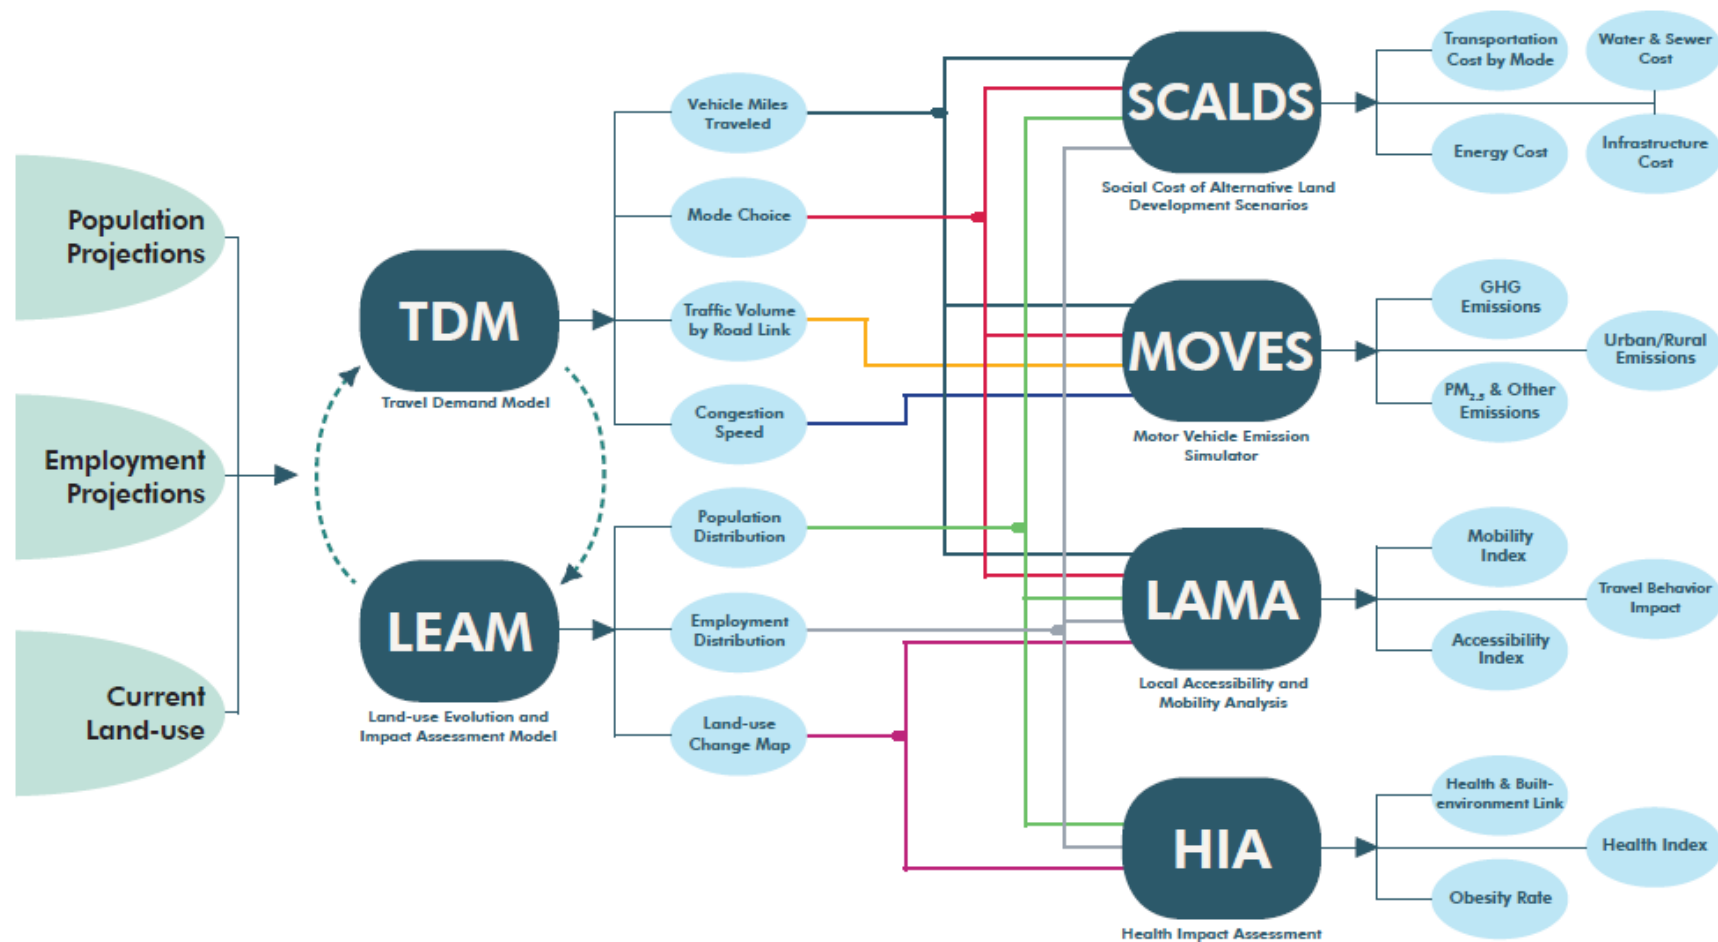 Population
Projections
Employment
Projections
Current
Land-use
TDM
Travel Demand Model
LEAM
Land-use Evolution and
Impact Assessment Model
Vehicle Miles
Traveled
Mode Choice
Traffic Volume
by Road Link
Congestion
Speed
Population
Distribution
Employment
Distribution
Land-use
Change Map
SCALDS
Social Cost of Alternative Land
Development Scenarios
MOVES
Motor Vehicle Emission
Simulator
LAMA
Local Accessibility and
Mobility Analysis
HIA
Health Impact Assessment
Transportation
Cost by Mode
Water & Sewer
Cost
Energy Cost
Infrastructure
Cost
GHG
Emissions
Urban/Rural
Emissions
PM2.5 & Other
Emissions
Mobility
Index
Travel Behavior
Impact
Accessibility
Index
Health & Built-
environment Link
Health Index
Obesity Rate